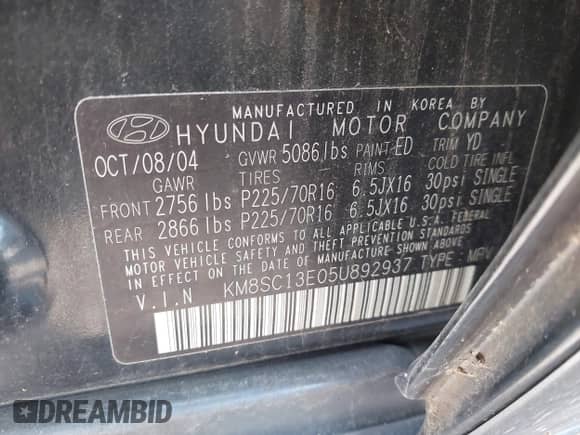 MANUFACTURED IN KOREA BY
HYUNDAI MOTOR COMPANY
OCT/08/04 GVWR 5086lbs PAINT:ED TRIM YD
GAWR TIRES RIMS COLD TIRE INFL
FRONT 2756 lbs P225/70R16 6.5JX16 30psi SINGLE
REAR 2866 lbs P225/70R16 6.5JX16 30psi SINGLE
THIS VEHICLE CONFORMS TO ALL APPLICABLE U.S.A. FEDERAL
MOTOR VEHICLE SAFETY AND BUMPER STANDARDS
IN EFFECT ON THE DATE OF MANUFACTURE SHOWN ABOVE
V.I.N KM8SC13E05U892937 TYPE : MPV
DREAMBID